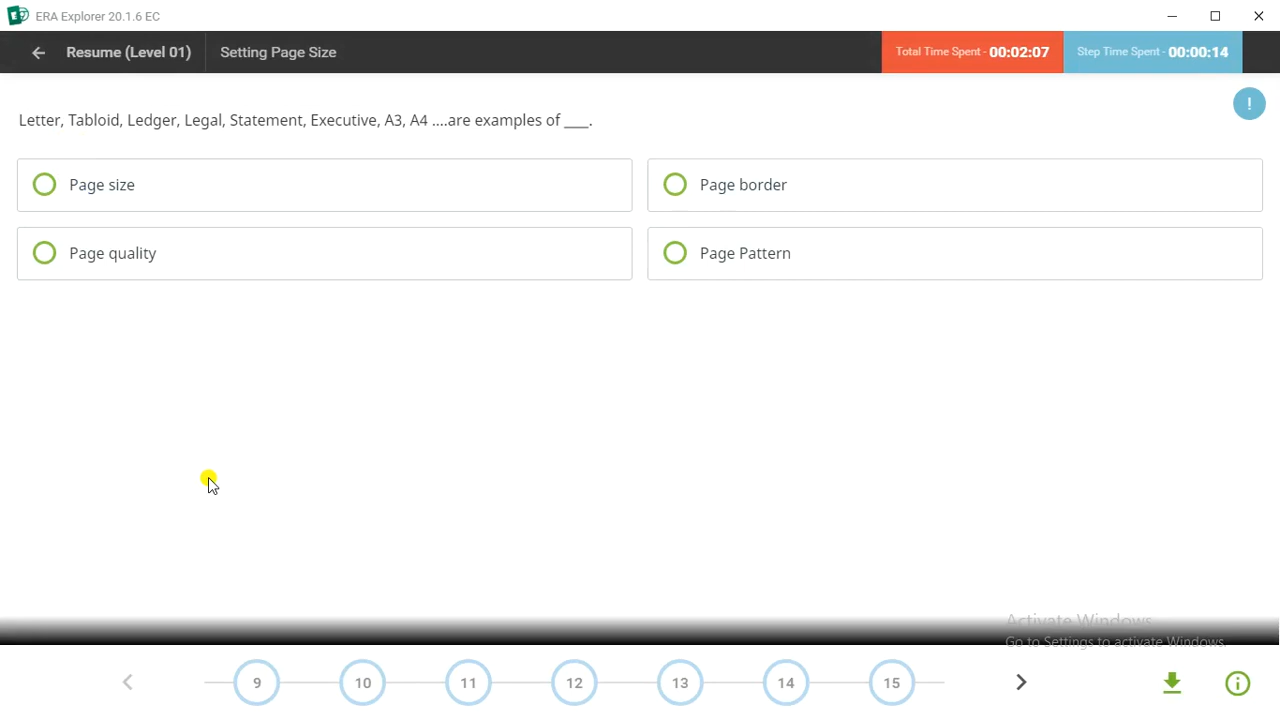 ERA Explorer 20.1.6 EC
Resume (Level 01) Setting Page Size Total Time Spent - 00:02:07 Step Time Spent - 00:00:14
!
Letter, Tabloid, Ledger, Legal, Statement, Executive, A3, A4 ....are examples of ___.
Page size Page border
Page quality Page Pattern
Activate Windows
Go to Settings to activate Windows.
9 10 11 12 13 14 15